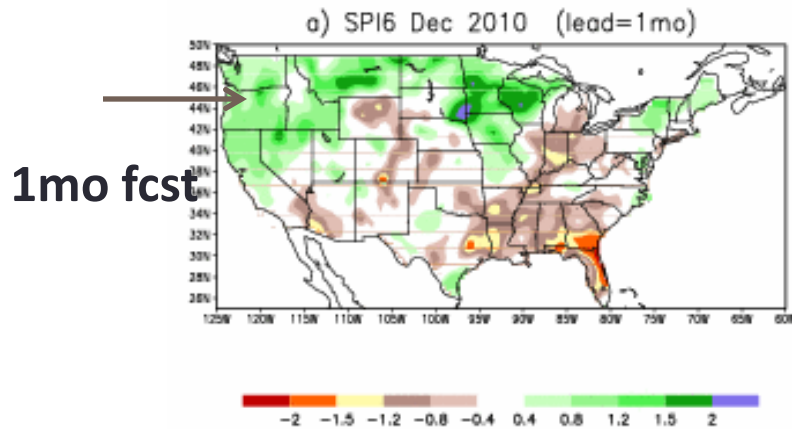 a) SPI6 Dec 2010 (lead=1mo)
50N
48N
46N
44N
42N
40N
1mo fcst
38N
36N
34N
32N
30N
28N
26N
125W 120W 115W 110W 105W 100W 95W 90W 85W 80W 75W 70W 65W 60W
-2 -1.5 -1.2 -0.8 -0.4 0.4 0.8 1.2 1.5 2